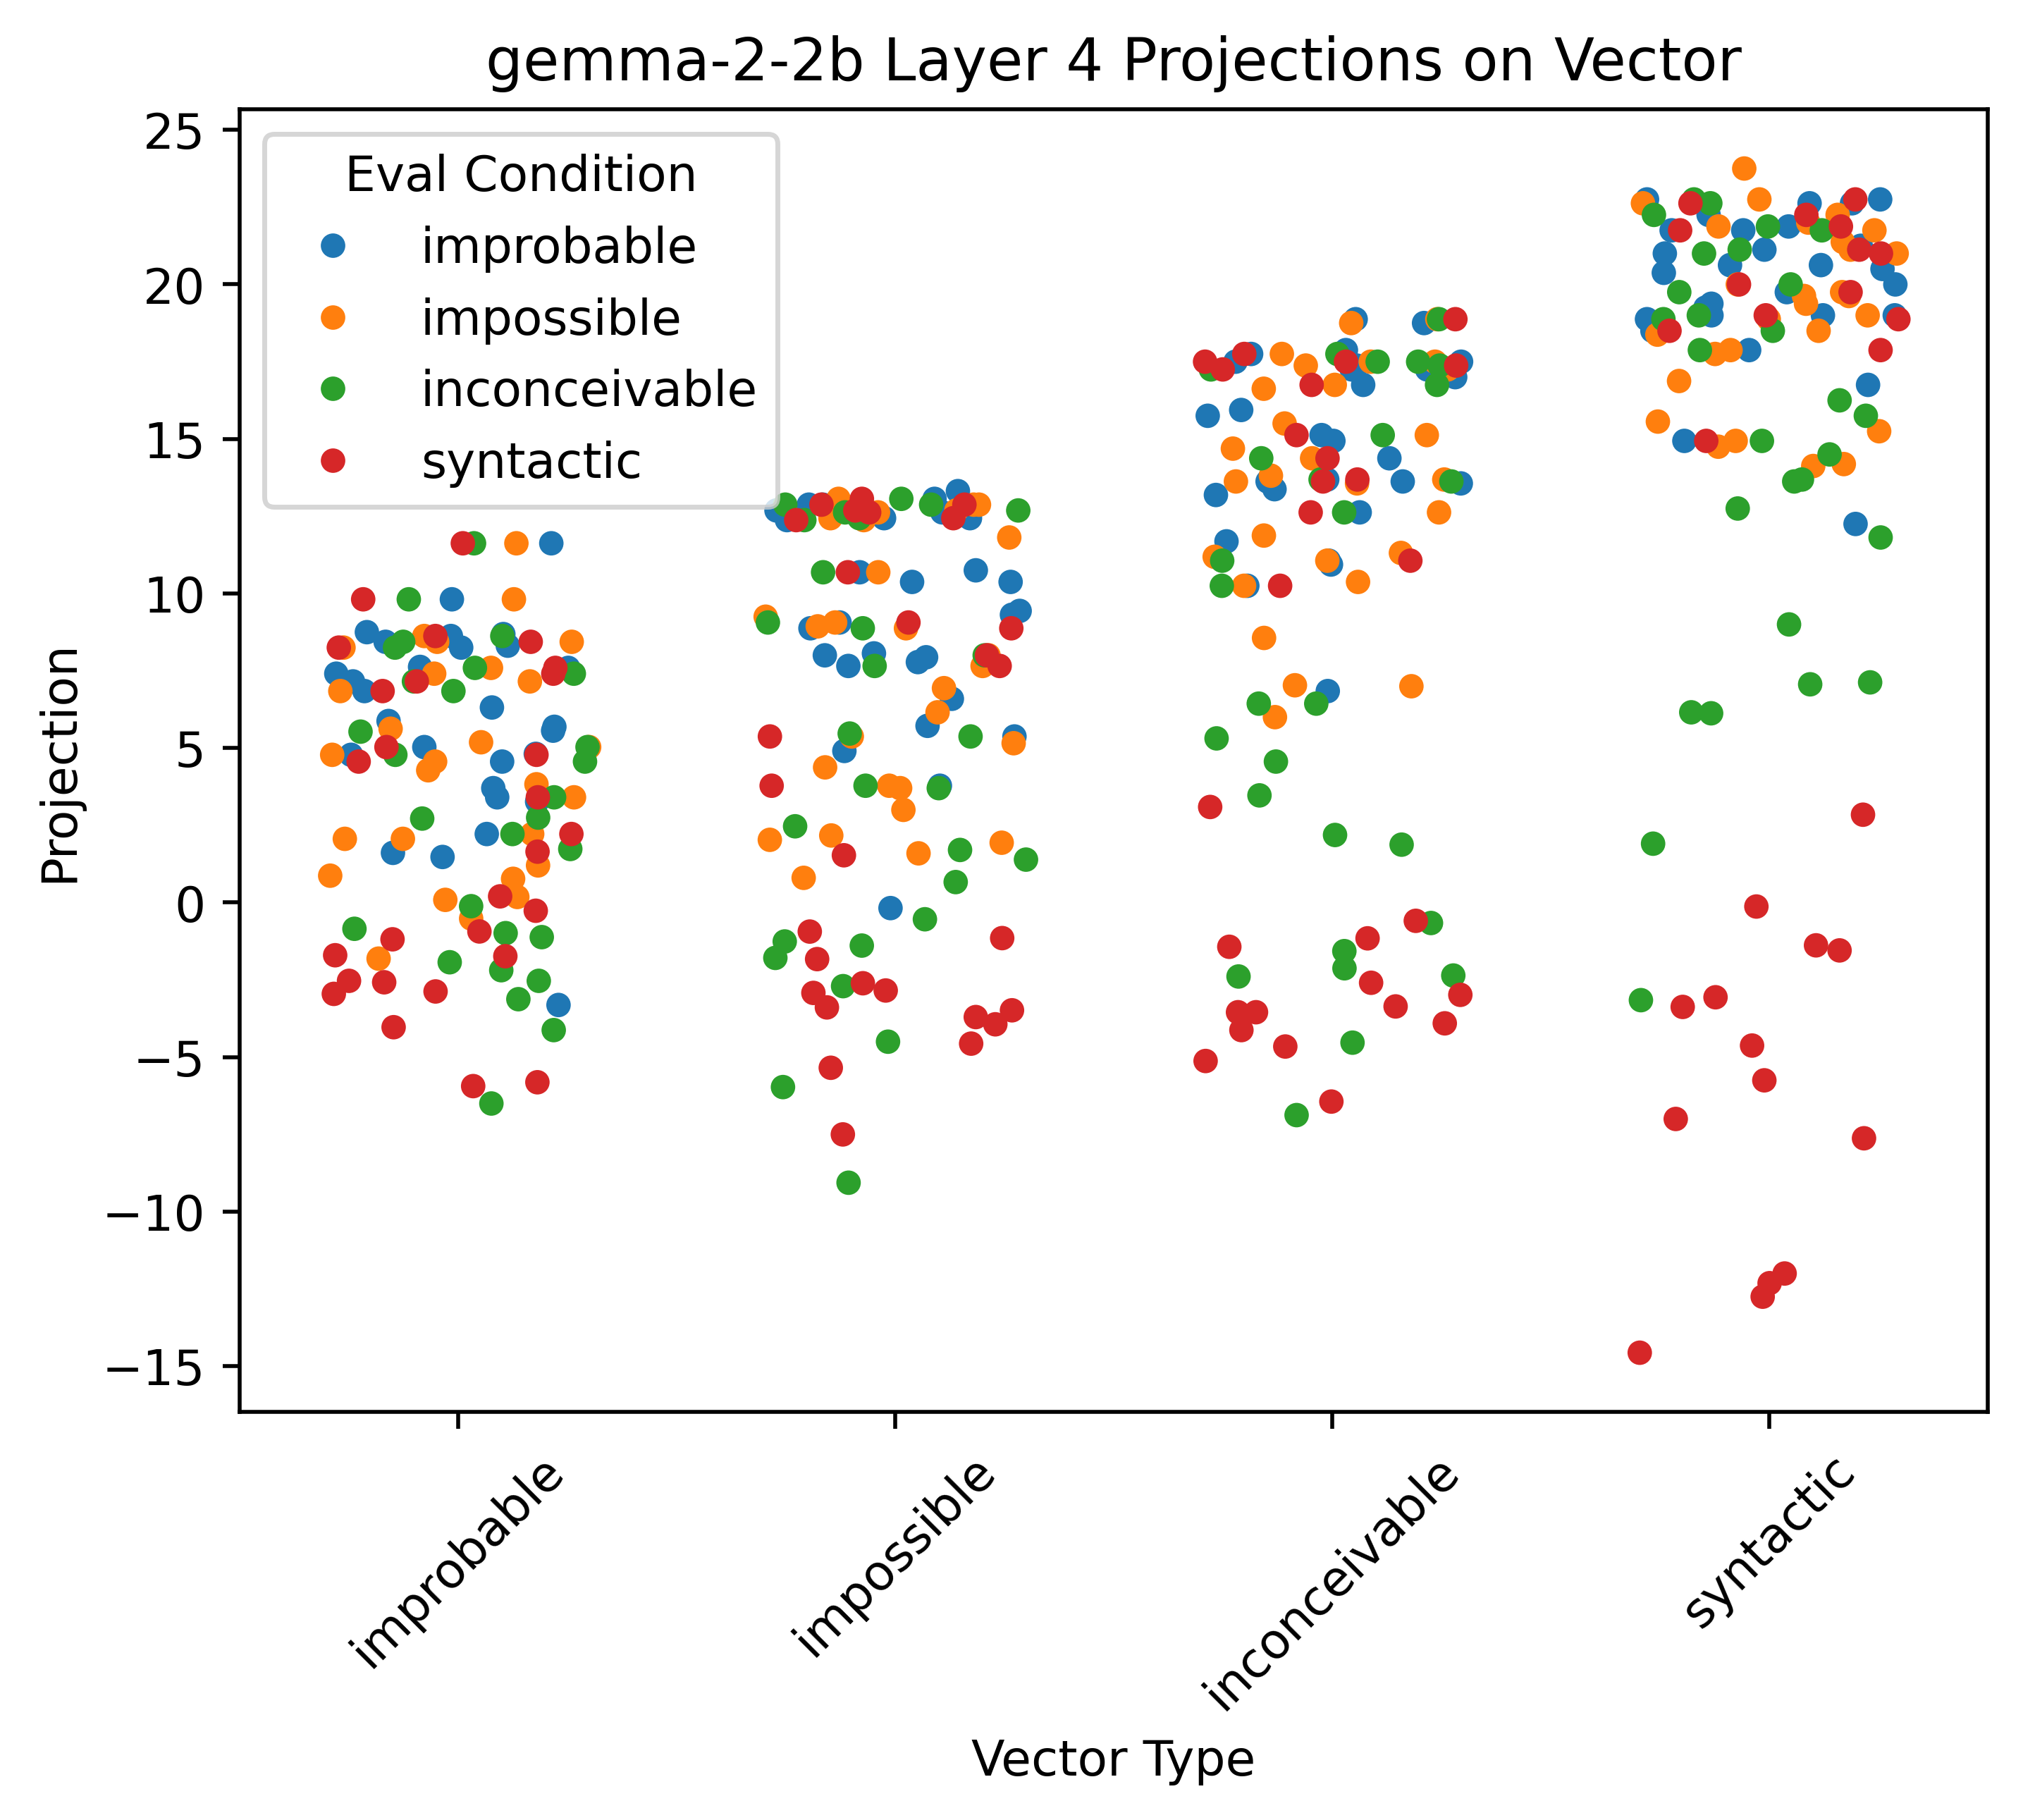 gemma-2-2b Layer 4 Projections on Vector
Eval Condition
improbable
impossible
inconceivable
syntactic
Projection
25
20
15
10
5
0
−5
−10
−15
improbable
impossible
inconceivable
syntactic
Vector Type